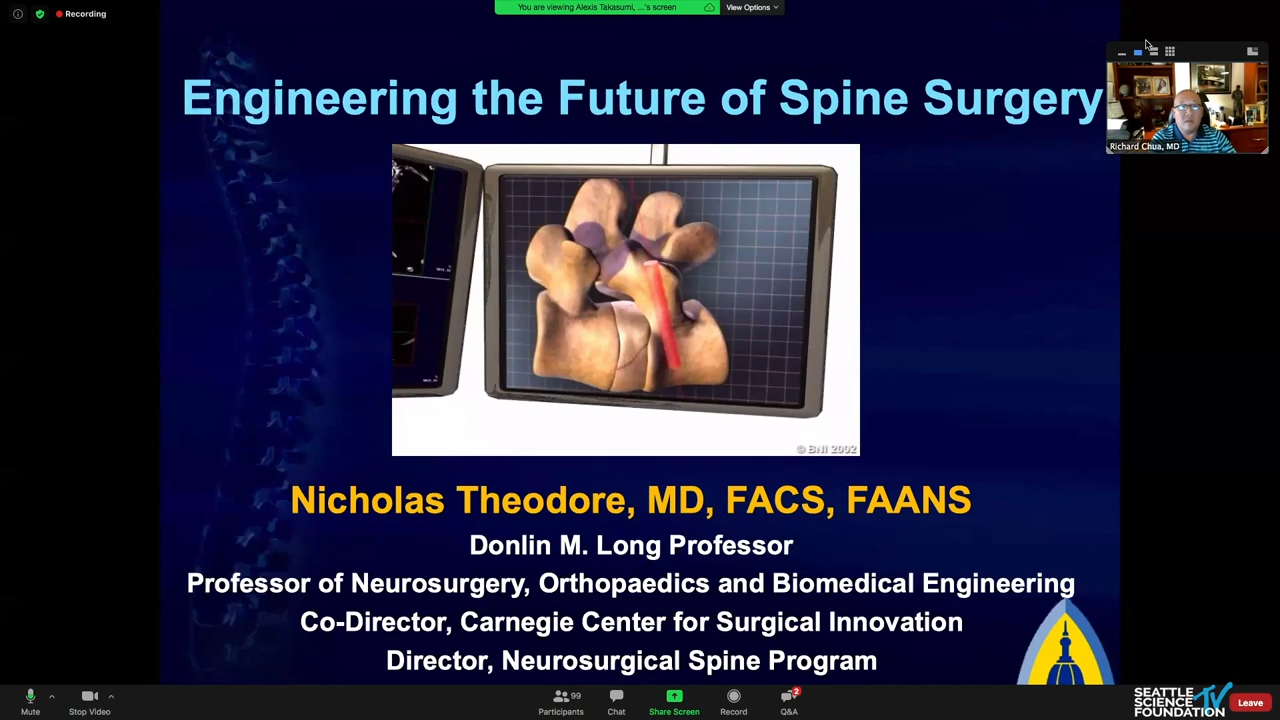 Recording
You are viewing Alexis Takasumi, ...'s screen
View Options
Engineering the Future of Spine Surgery
Richard Chua, MD
© BNI 2002
Nicholas Theodore, MD, FACS, FAANS
Donlin M. Long Professor
Professor of Neurosurgery, Orthopaedics and Biomedical Engineering
Co-Director, Carnegie Center for Surgical Innovation
Director, Neurosurgical Spine Program
Mute
Stop Video
99
Participants
Chat
Share Screen
Record
2
Q&A
SEATTLE
SCIENCE
FOUNDATION
TV
Leave